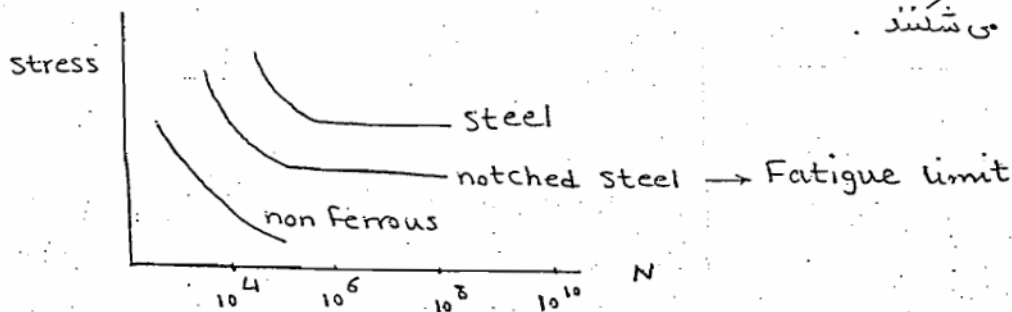 می شکنند .
stress
steel
notched steel → Fatigue limit
non Ferrous
10^4 10^6 10^8 10^10 N